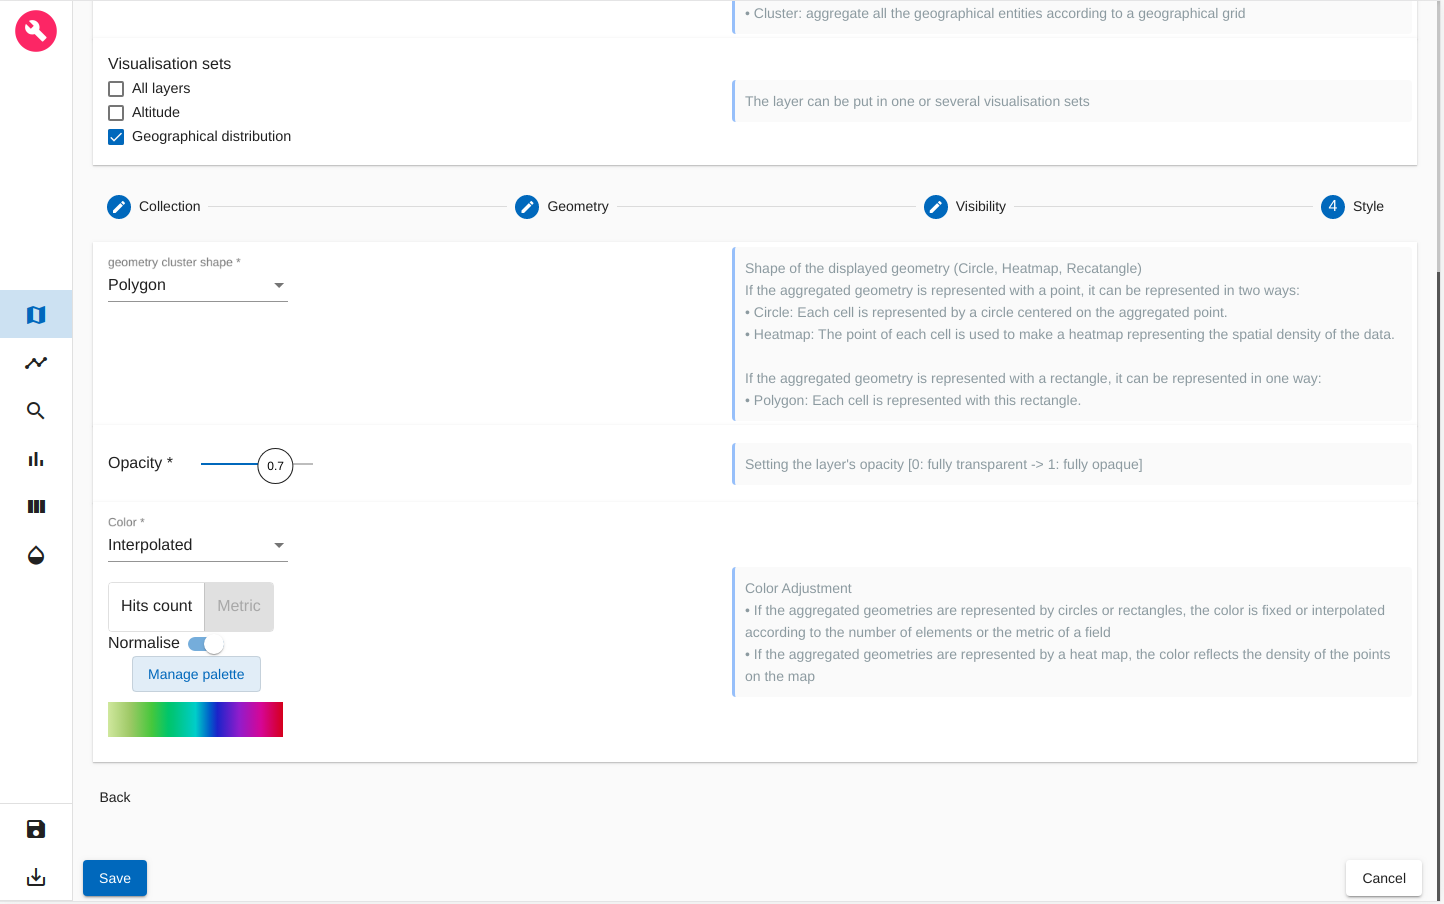 • Cluster: aggregate all the geographical entities according to a geographical grid
Visualisation sets
All layers
Altitude
Geographical distribution
The layer can be put in one or several visualisation sets
Collection
Geometry
Visibility
4 Style
geometry cluster shape *
Polygon
Shape of the displayed geometry (Circle, Heatmap, Recatangle)
If the aggregated geometry is represented with a point, it can be represented in two ways:
• Circle: Each cell is represented by a circle centered on the aggregated point.
• Heatmap: The point of each cell is used to make a heatmap representing the spatial density of the data.
If the aggregated geometry is represented with a rectangle, it can be represented in one way:
• Polygon: Each cell is represented with this rectangle.
Opacity *
0.7
Setting the layer's opacity [0: fully transparent -> 1: fully opaque]
Color *
Interpolated
Hits count
Metric
Normalise
Manage palette
Color Adjustment
• If the aggregated geometries are represented by circles or rectangles, the color is fixed or interpolated
according to the number of elements or the metric of a field
• If the aggregated geometries are represented by a heat map, the color reflects the density of the points
on the map
Back
Save
Cancel